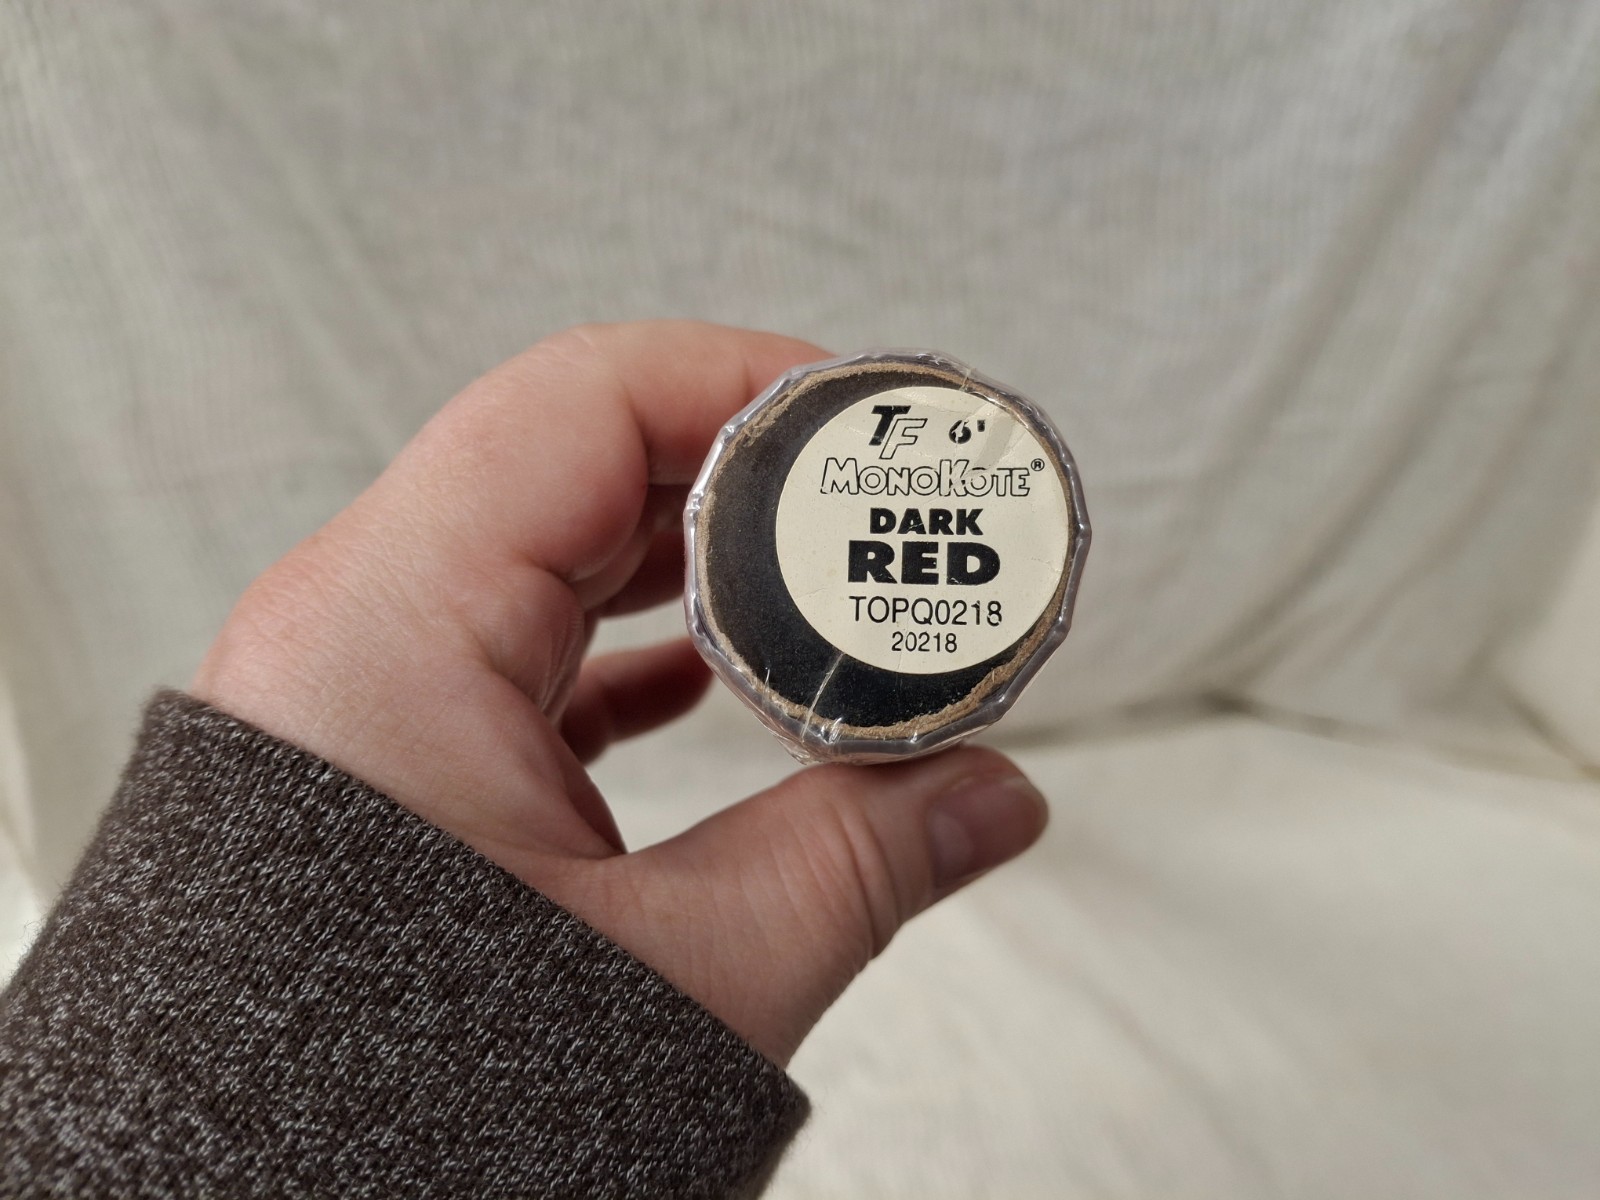 TF 6'
MONOKOTE®
DARK
RED
TOPQ0218
20218